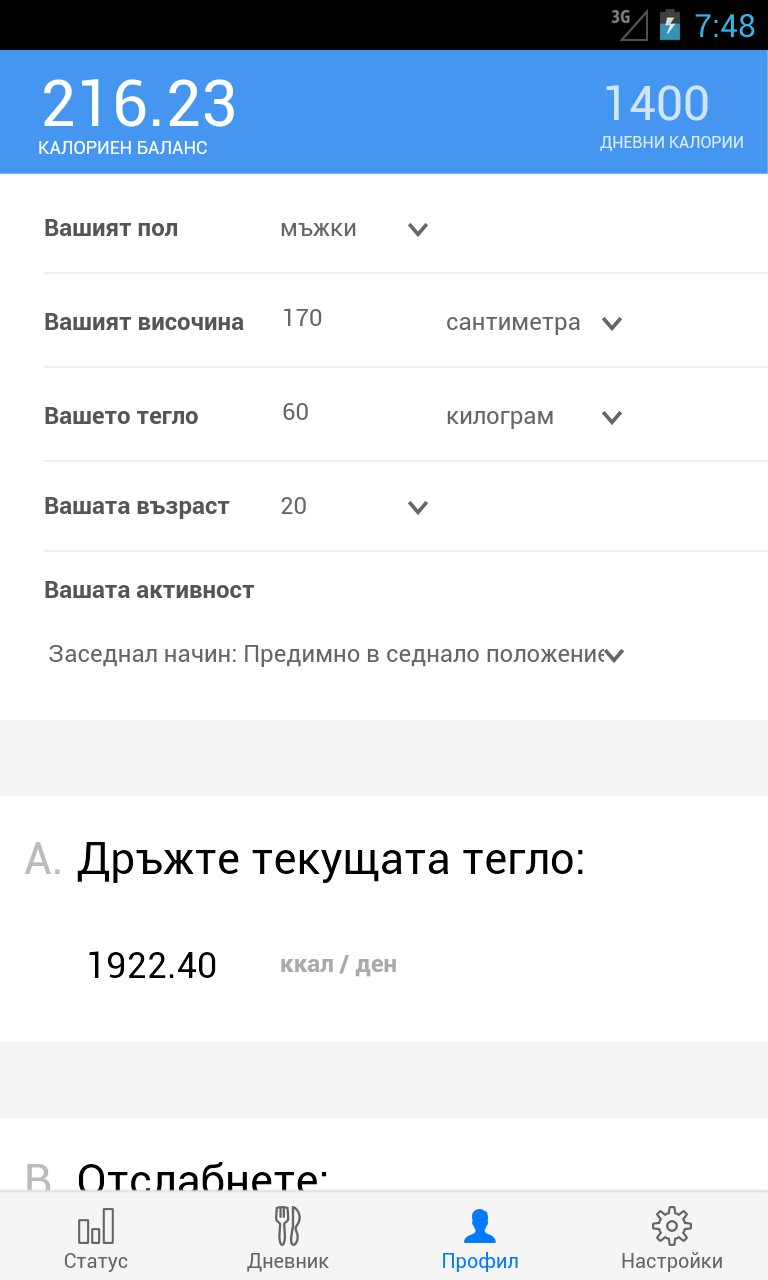 3G 7:48
216.23 1400
КАЛОРИЕН БАЛАНС ДНЕВНИ КАЛОРИИ
Вашият пол мъжки
Вашият височина 170 сантиметра
Вашето тегло 60 килограм
Вашата възраст 20
Вашата активност
Заседнал начин: Предимно в седнало положение
A. Дръжте текущата тегло:
1922.40 ккал / ден
B. Отслабнете:
Статус Дневник Профил Настройки